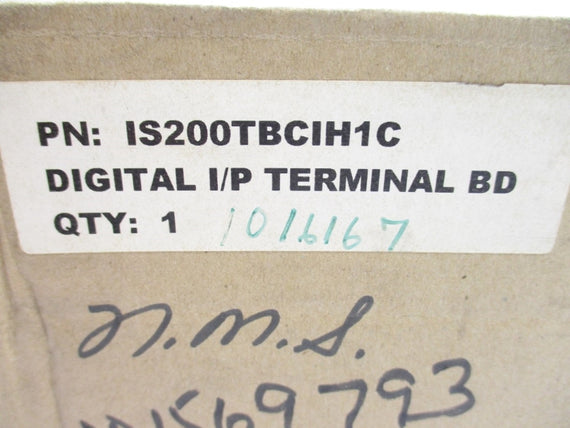 PN: IS200TBCIH1C
DIGITAL I/P TERMINAL BD
QTY: 1 1016167
n.m.s.